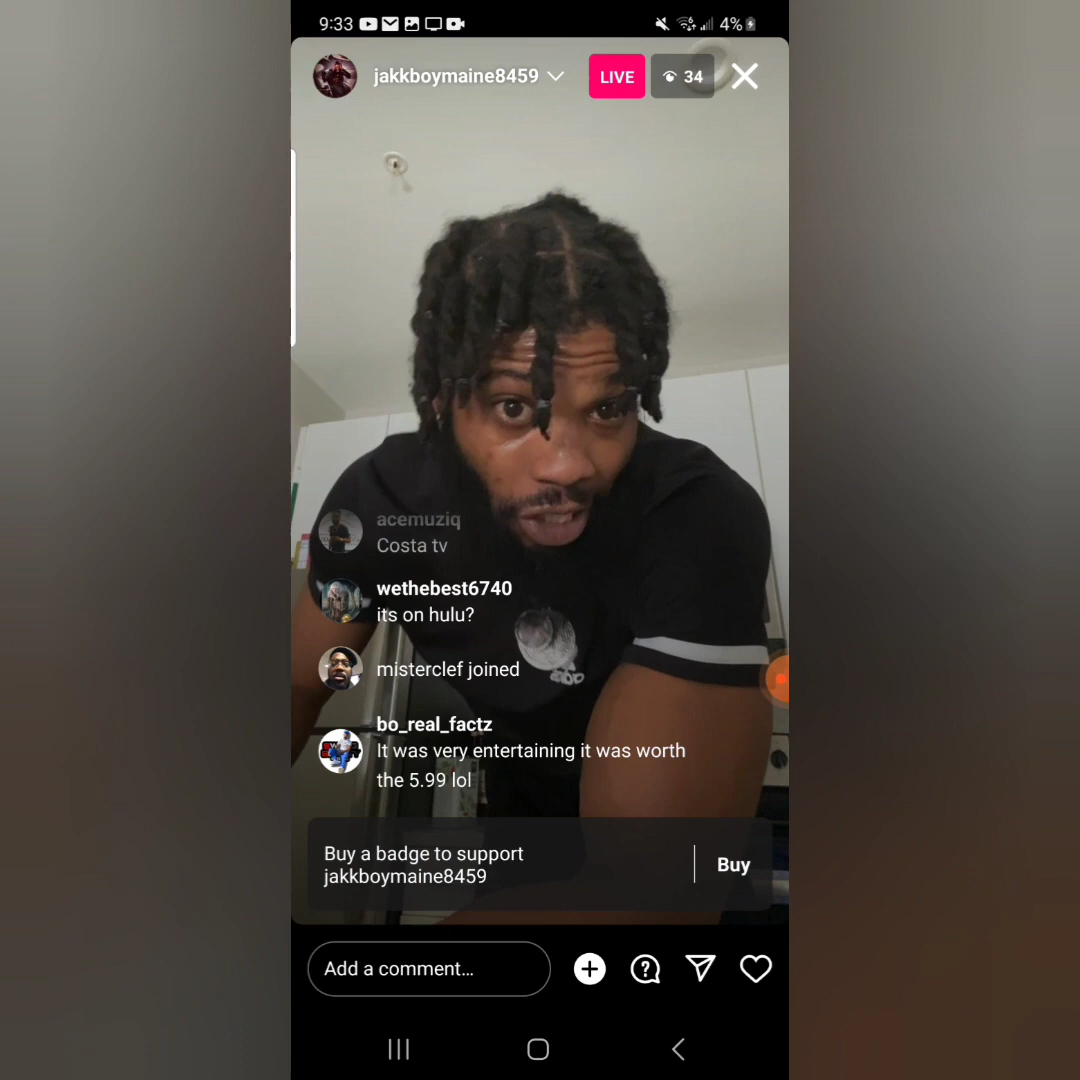 9:33
4%
jakkboymaine8459
LIVE
34
acemuziq
Costa tv
wethebest6740
its on hulu?
misterclef joined
bo_real_factz
It was very entertaining it was worth
the 5.99 lol
Buy a badge to support
jakkboymaine8459
Buy
Add a comment...